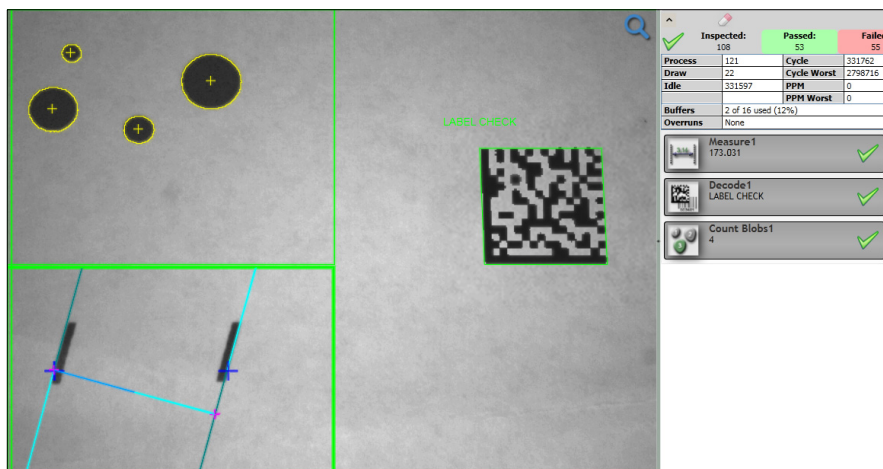 LABEL CHECK
Inspected: Passed: Failed
108 53 55
Process 121 Cycle 331762
Draw 22 Cycle Worst 2798716
Idle 331597 PPM 0
PPM Worst 0
Buffers 2 of 16 used (12%)
Overruns None
Measure1
173.031
Decode1
LABEL CHECK
Count Blobs1
4